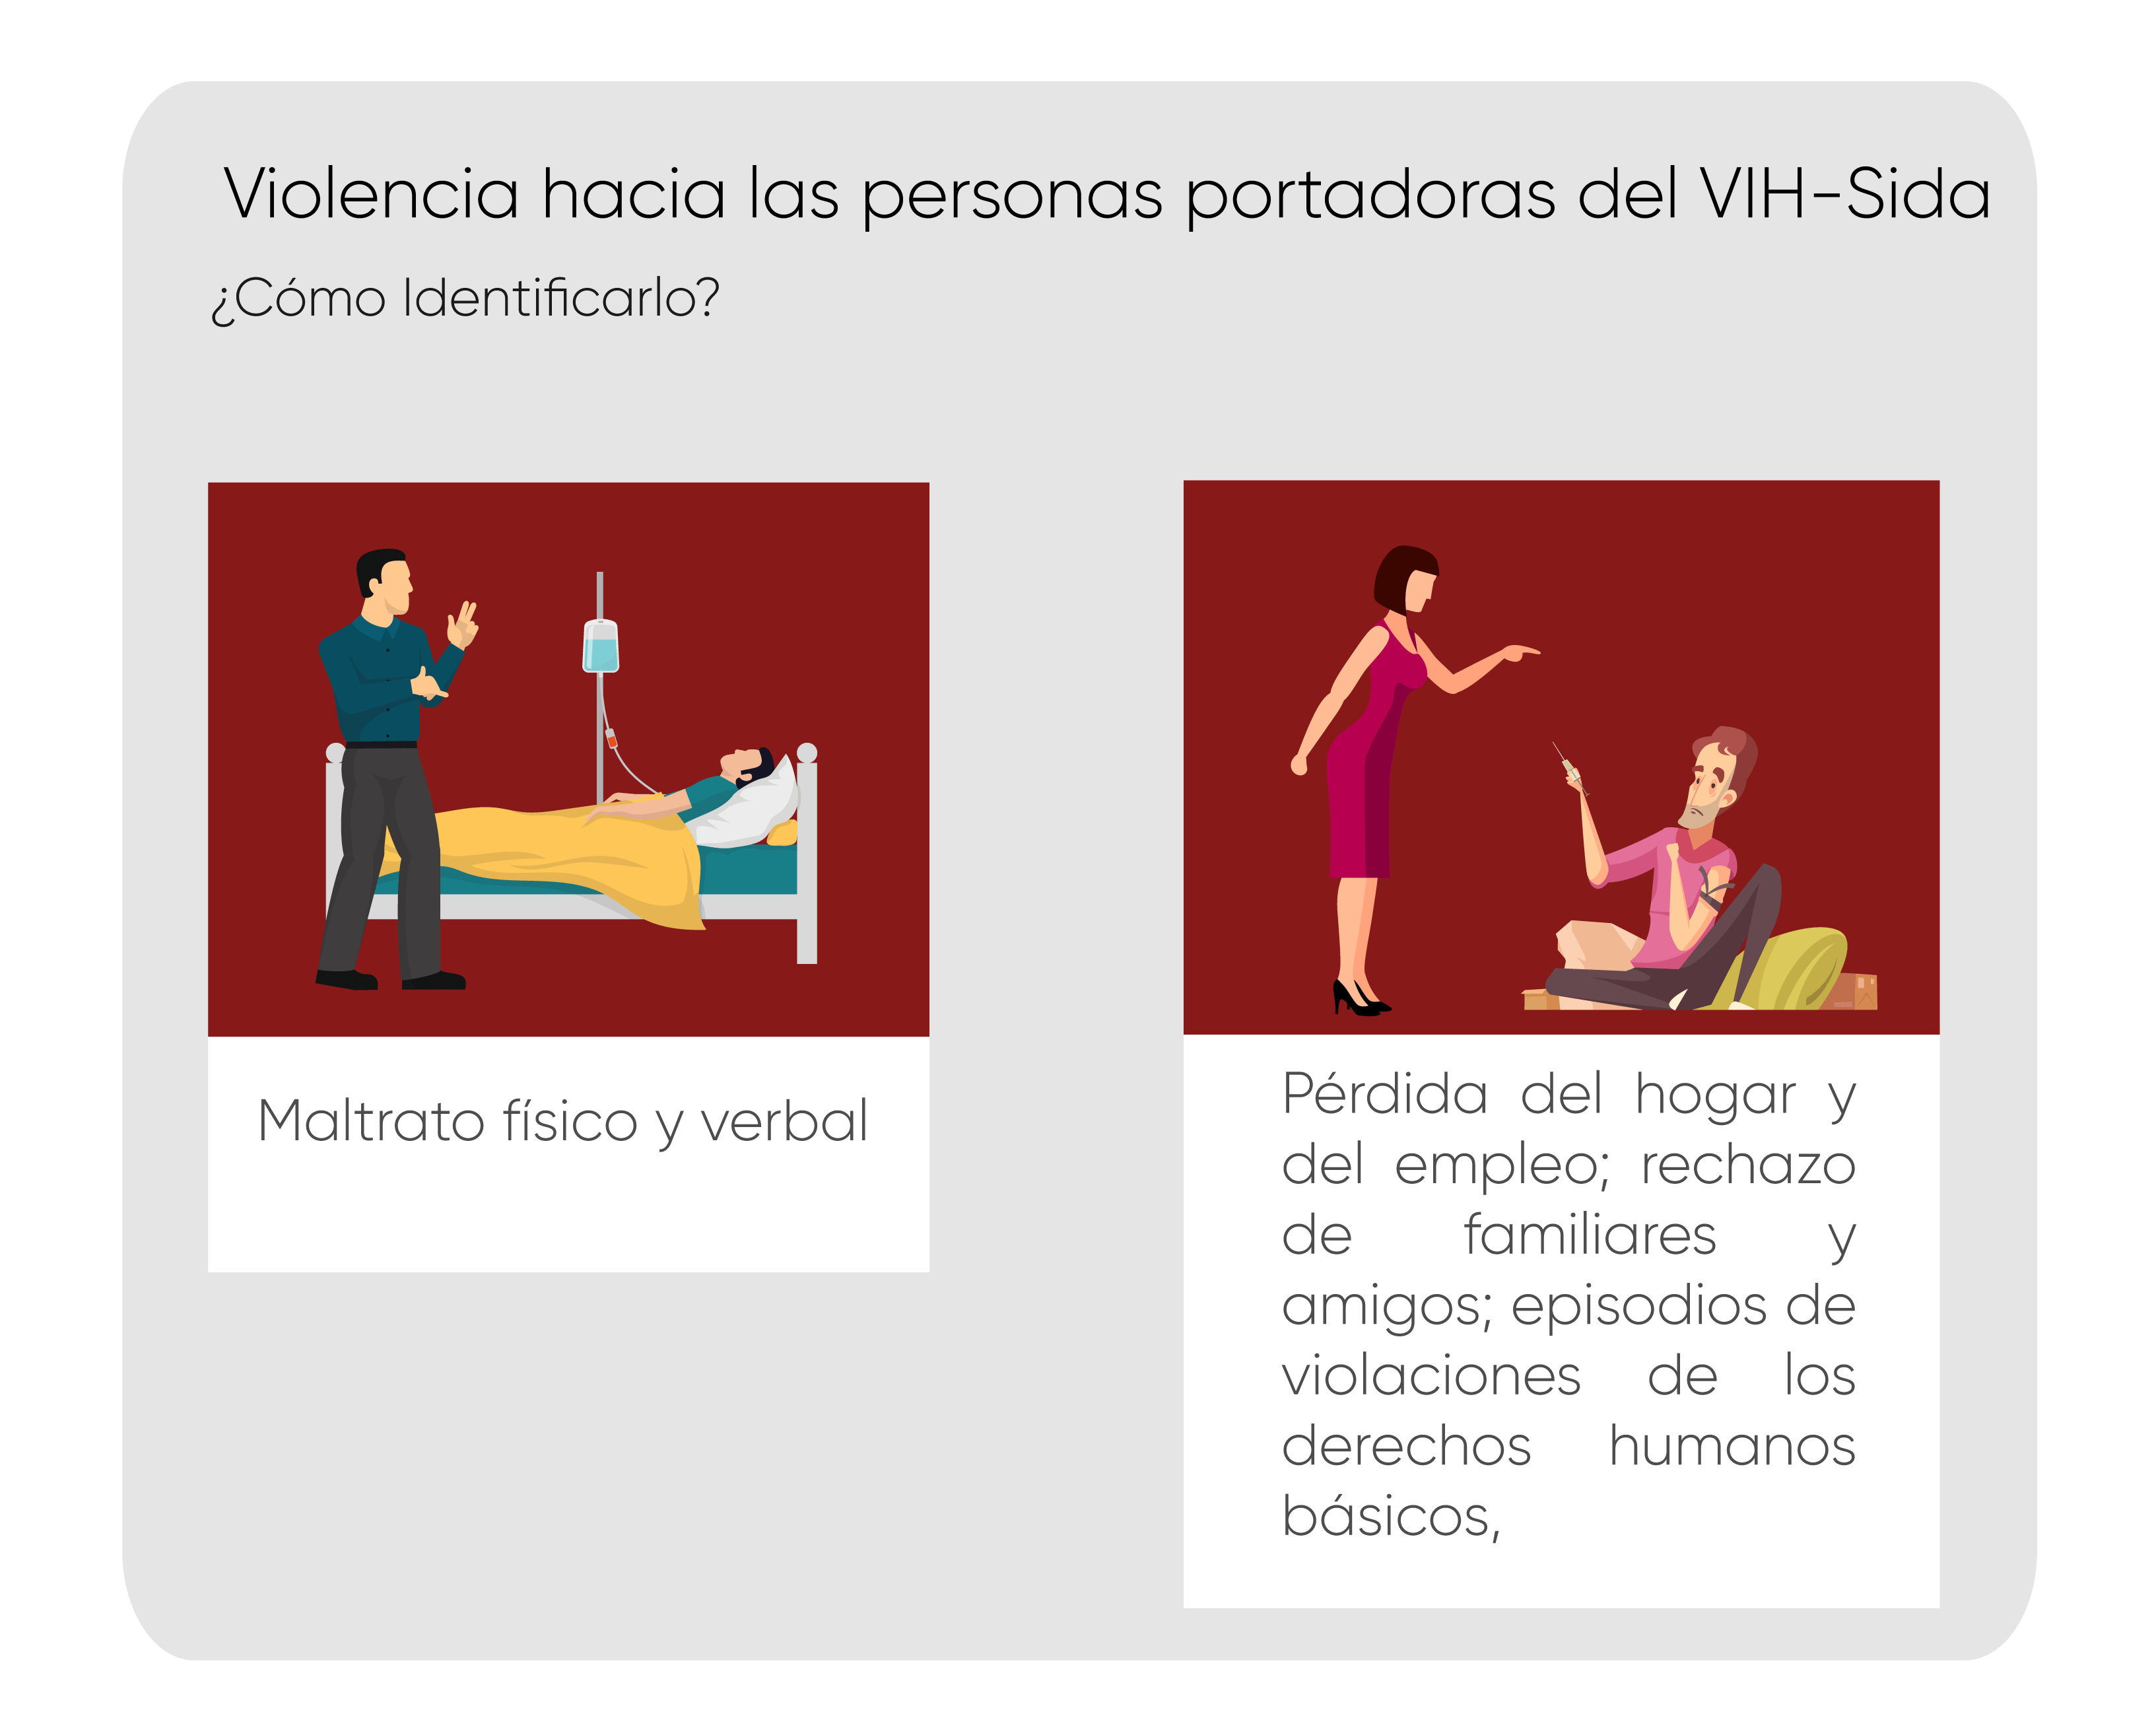 Violencia hacia las personas portadoras del VIH-Sida
¿Cómo Identificarlo?
Maltrato físico y verbal
Pérdida del hogar y
del empleo; rechazo
de familiares y
amigos; episodios de
violaciones de los
derechos humanos
básicos,